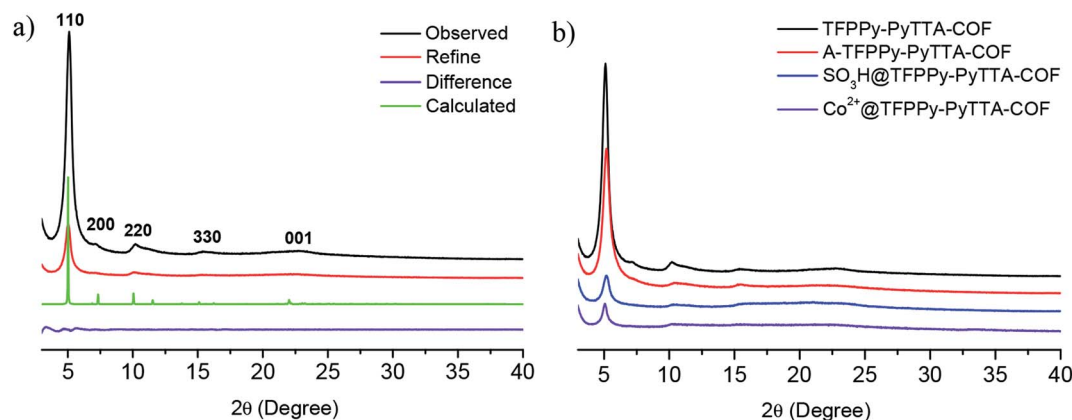 a)
110
200
220
330
001
Observed
Refine
Difference
Calculated
5 10 15 20 25 30 35 40
2θ (Degree)
b)
TFPPy-PyTTA-COF
A-TFPPy-PyTTA-COF
SO₃H@TFPPy-PyTTA-COF
Co²⁺@TFPPy-PyTTA-COF
5 10 15 20 25 30 35 40
2θ (Degree)